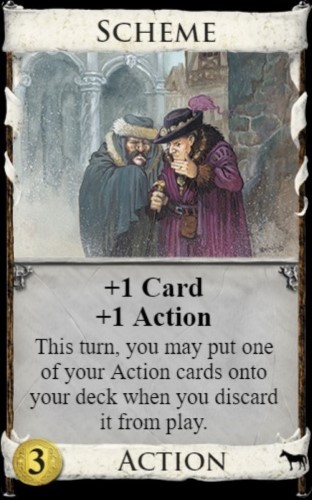 SCHEME
+1 Card
+1 Action
This turn, you may put one
of your Action cards onto
your deck when you discard
it from play.
3
ACTION